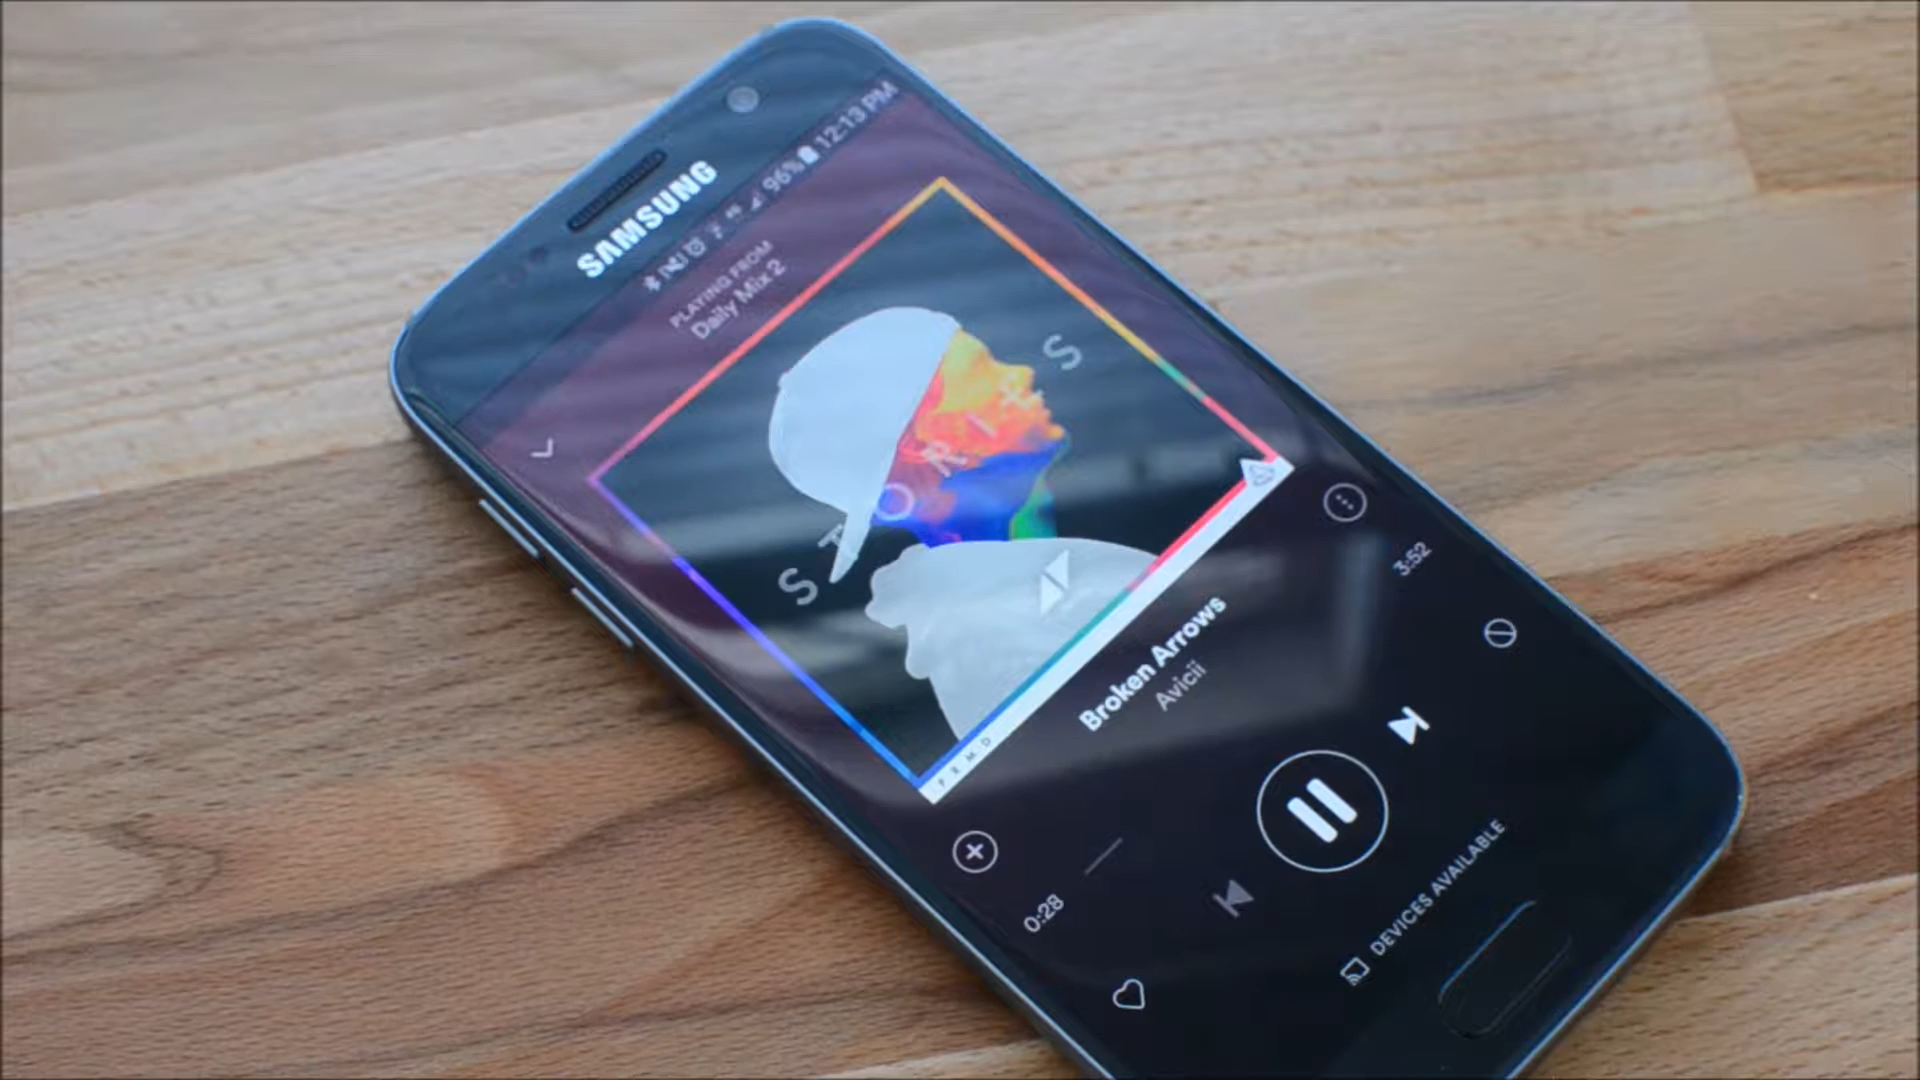 SAMSUNG
96% 12:13 PM
PLAYING FROM
Daily Mix 2
STORIES
PRMD
Broken Arrows
Avicii
0:28
3:52
DEVICES AVAILABLE